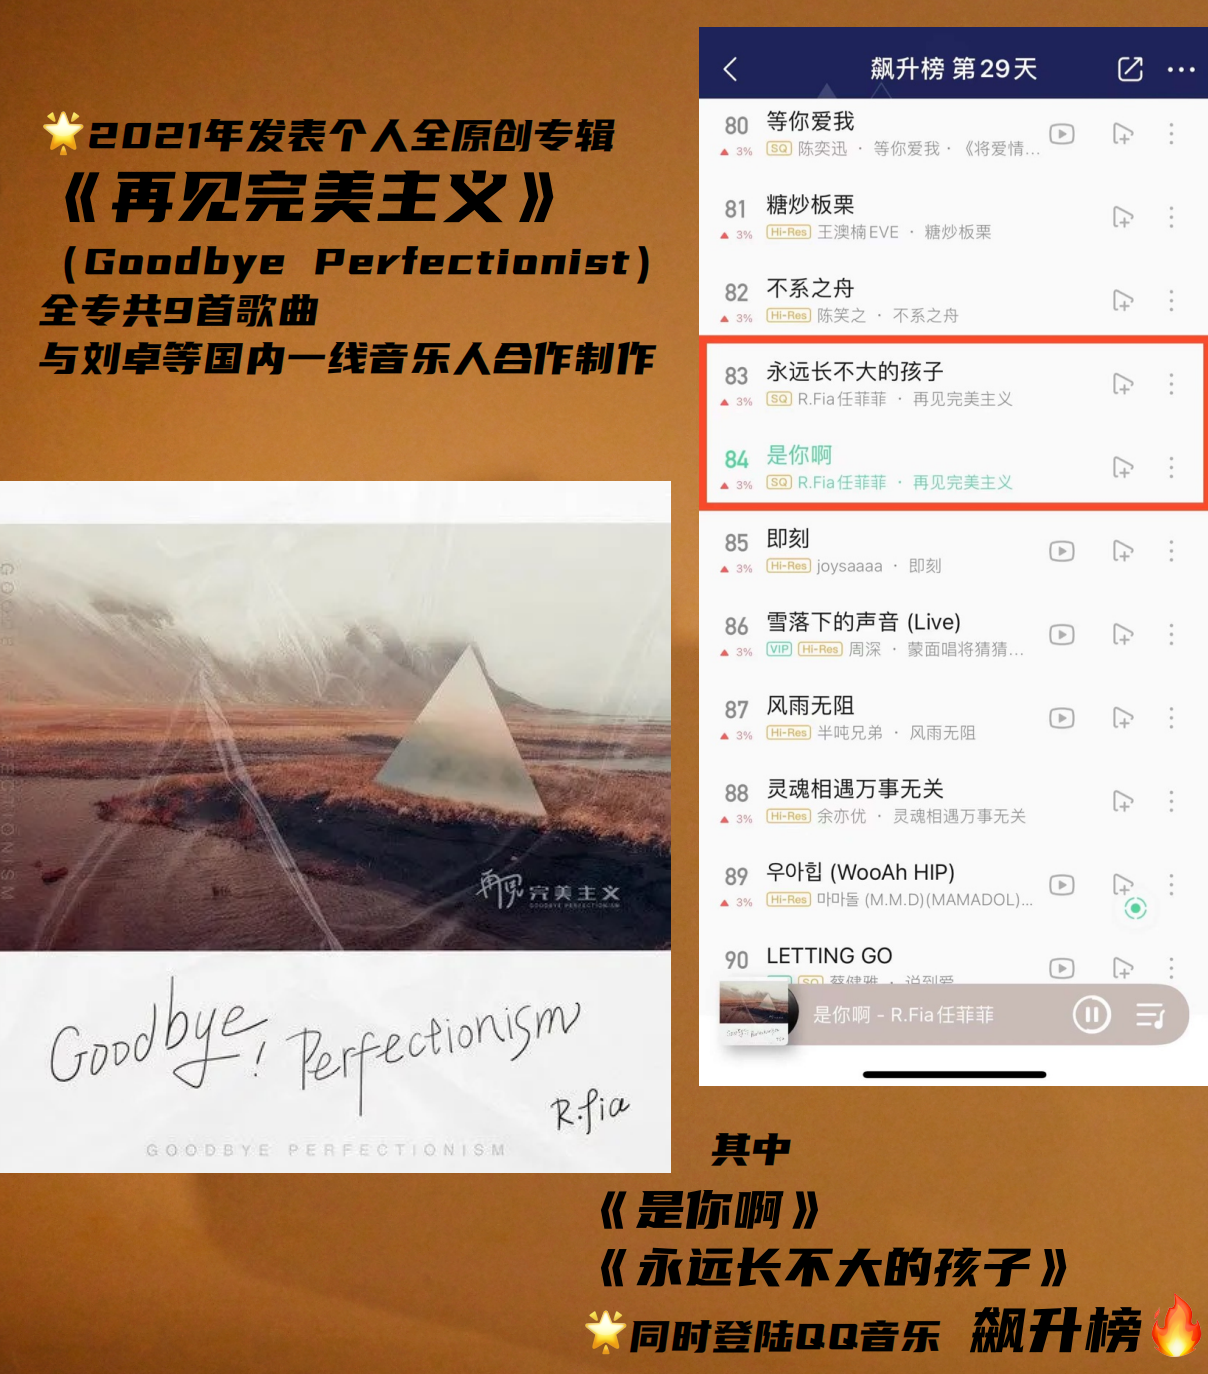 🌟2021年发表个人全原创专辑
《再见完美主义》
(Goodbye Perfectionist)
全专共9首歌曲
与刘卓等国内一线音乐人合作制作
GOODBYE PERFECTIONISM
再见完美主义
GOODBYE PERFECTIONISM
Goodbye! Perfectionism
R.fia
GOODBYE PERFECTIONISM
飙升榜 第29天
80 等你爱我
▲ 3% SQ 陈奕迅 · 等你爱我 · 《将爱情...
81 糖炒板栗
▲ 3% Hi-Res 王澳楠EVE · 糖炒板栗
82 不系之舟
▲ 3% Hi-Res 陈笑之 · 不系之舟
83 永远长不大的孩子
▲ 3% SQ R.Fia任菲菲 · 再见完美主义
84 是你啊
▲ 3% SQ R.Fia任菲菲 · 再见完美主义
85 即刻
▲ 3% Hi-Res joysaaaa · 即刻
86 雪落下的声音 (Live)
▲ 3% VIP Hi-Res 周深 · 蒙面唱将猜猜...
87 风雨无阻
▲ 3% Hi-Res 半吨兄弟 · 风雨无阻
88 灵魂相遇万事无关
▲ 3% Hi-Res 余亦优 · 灵魂相遇万事无关
89 우아힙 (WooAh HIP)
▲ 3% Hi-Res 마마돌 (M.M.D)(MAMADOL)...
90 LETTING GO
SQ 蔡健雅 · 说到爱
是你啊 - R.Fia任菲菲
其中
《是你啊》
《永远长不大的孩子》
🌟同时登陆QQ音乐 飙升榜🔥